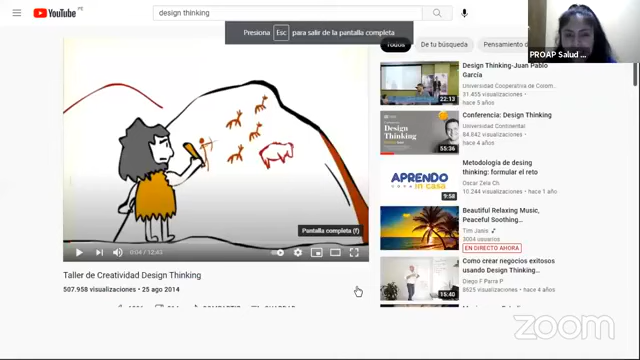 YouTube PE
design thinking
Presiona Esc para salir de la pantalla completa
Todos
De tu búsqueda
Pensamiento d
PROAP Salud ...
Pantalla completa (f)
0:04 / 12:43
Taller de Creatividad Design Thinking
507.958 visualizaciones • 25 ago 2014
Design Thinking-Juan Pablo
García
Universidad Cooperativa de Colom...
31.455 visualizaciones
hace 5 años
22:13
Conferencia: Design Thinking
Universidad Continental
84.842 visualizaciones
hace 4 años
Design
Thinking
55:36
Metodología de desing
thinking: formular el reto
Oscar Zela Ch.
10.244 visualizaciones • hace 1 año
APRENDO
en casa
9:58
Beautiful Relaxing Music,
Peaceful Soothing...
Tim Janis
3004 usuarios
EN DIRECTO AHORA
Como crear negocios exitosos
usando Design Thinking...
Diego F Parra P
8625 visualizaciones • hace 4 años
15:40
zoom